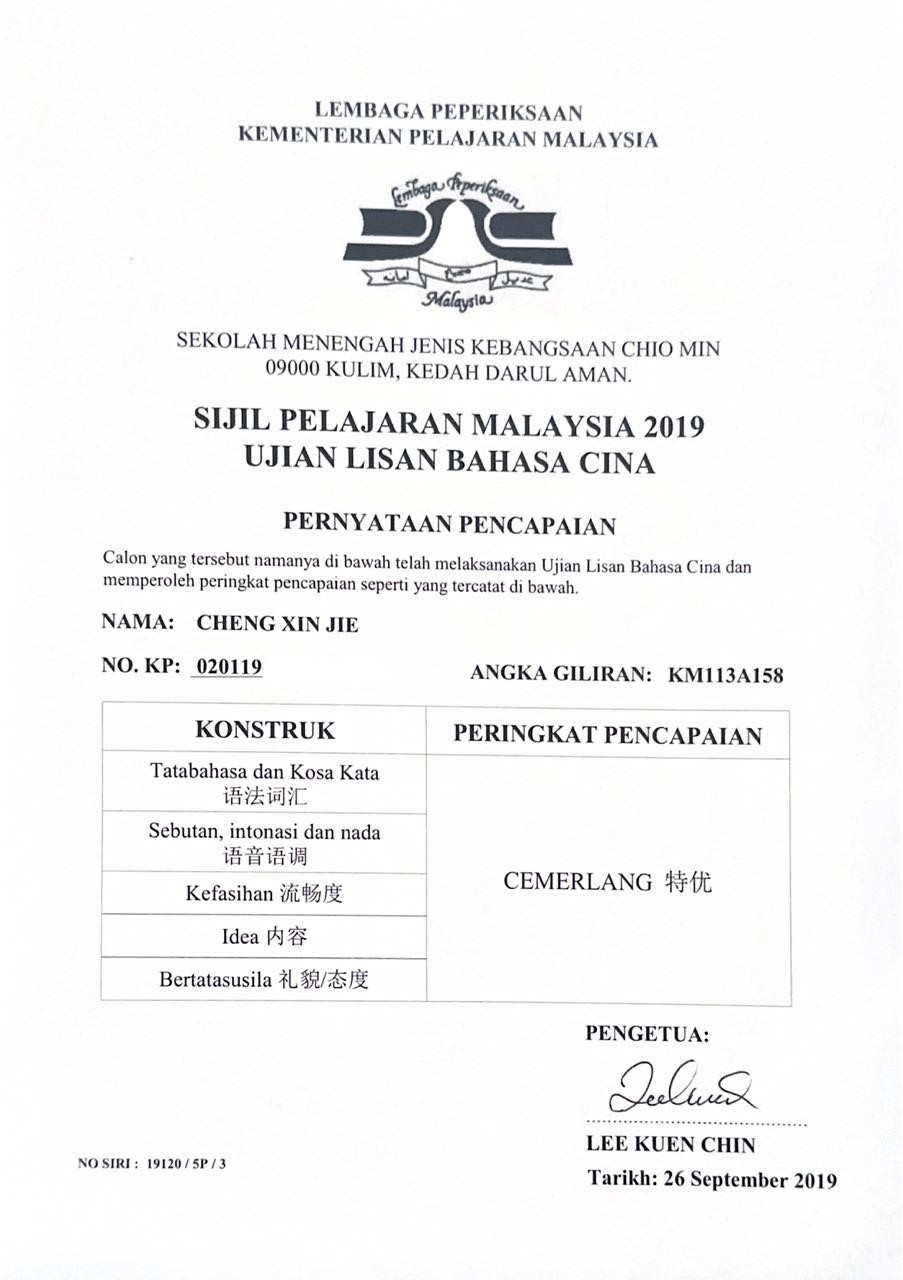 LEMBAGA PEPERIKSAAN
KEMENTERIAN PELAJARAN MALAYSIA
Lembaga Peperiksaan
امانه
عديل
Malaysia
SEKOLAH MENENGAH JENIS KEBANGSAAN CHIO MIN
09000 KULIM, KEDAH DARUL AMAN.
SIJIL PELAJARAN MALAYSIA 2019
UJIAN LISAN BAHASA CINA
PERNYATAAN PENCAPAIAN
Calon yang tersebut namanya di bawah telah melaksanakan Ujian Lisan Bahasa Cina dan
memperoleh peringkat pencapaian seperti yang tercatat di bawah.
NAMA: CHENG XIN JIE
NO. KP: 020119 ANGKA GILIRAN: KM113A158
KONSTRUK PERINGKAT PENCAPAIAN
Tatabahasa dan Kosa Kata
语法词汇
Sebutan, intonasi dan nada
语音语调
Kefasihan 流畅度
Idea 内容
Bertatasusila 礼貌/态度
CEMERLANG 特优
PENGETUA:
LEE KUEN CHIN
NO SIRI : 19120 / 5P / 3
Tarikh: 26 September 2019